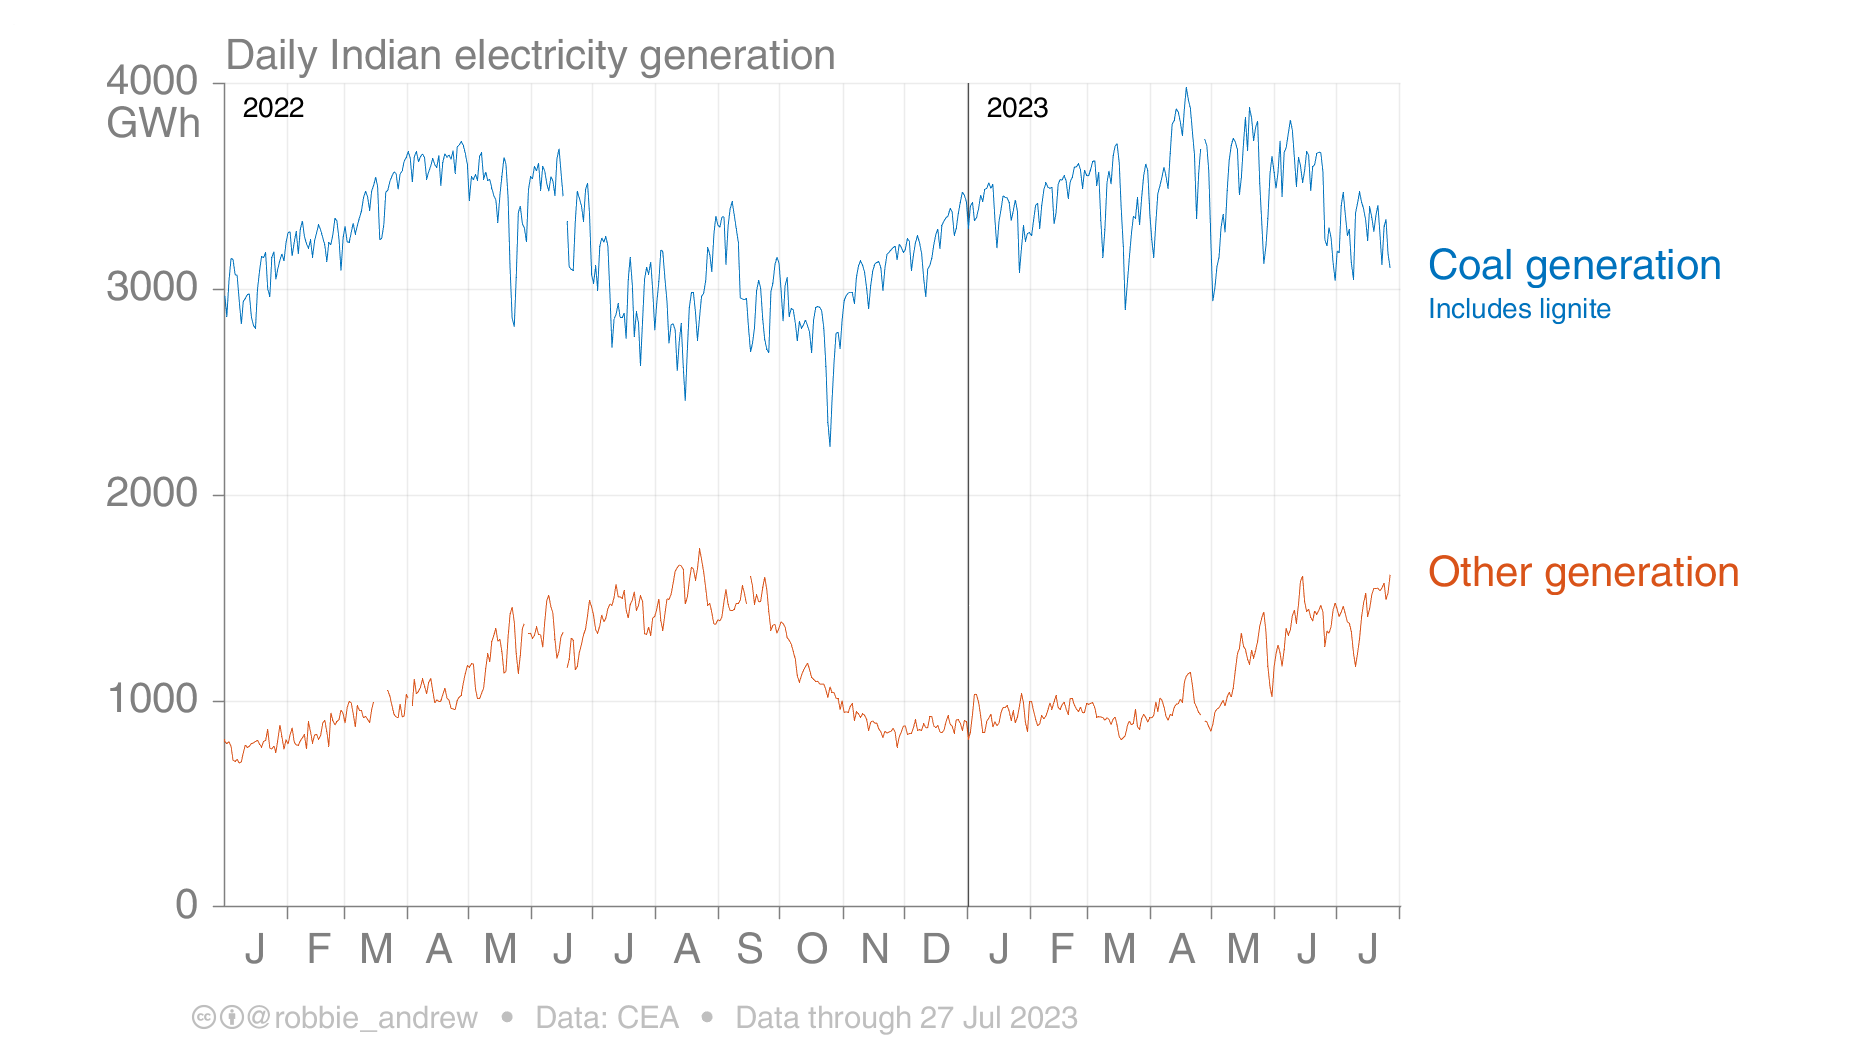 Daily Indian electricity generation
4000
GWh
2022
2023
3000
Coal generation
Includes lignite
2000
Other generation
1000
0
J F M A M J J A S O N D J F M A M J J
@robbie_andrew • Data: CEA • Data through 27 Jul 2023